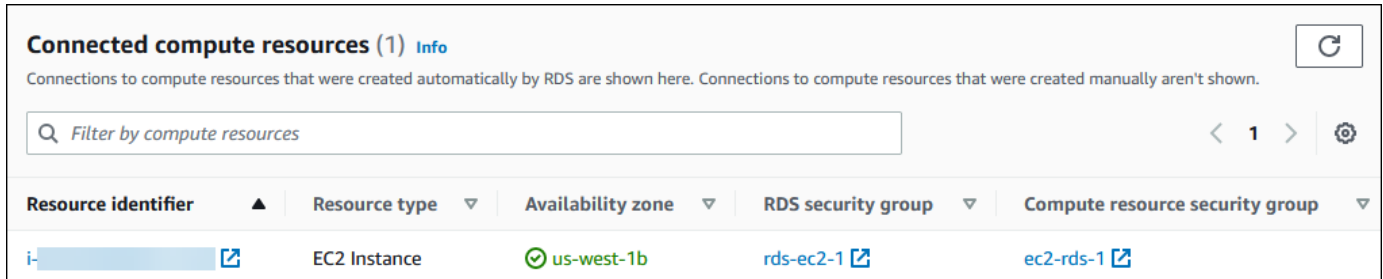 Connected compute resources (1) Info
Connections to compute resources that were created automatically by RDS are shown here. Connections to compute resources that were created manually aren't shown.
Filter by compute resources
1
Resource identifier Resource type Availability zone RDS security group Compute resource security group
i- EC2 Instance us-west-1b rds-ec2-1 ec2-rds-1